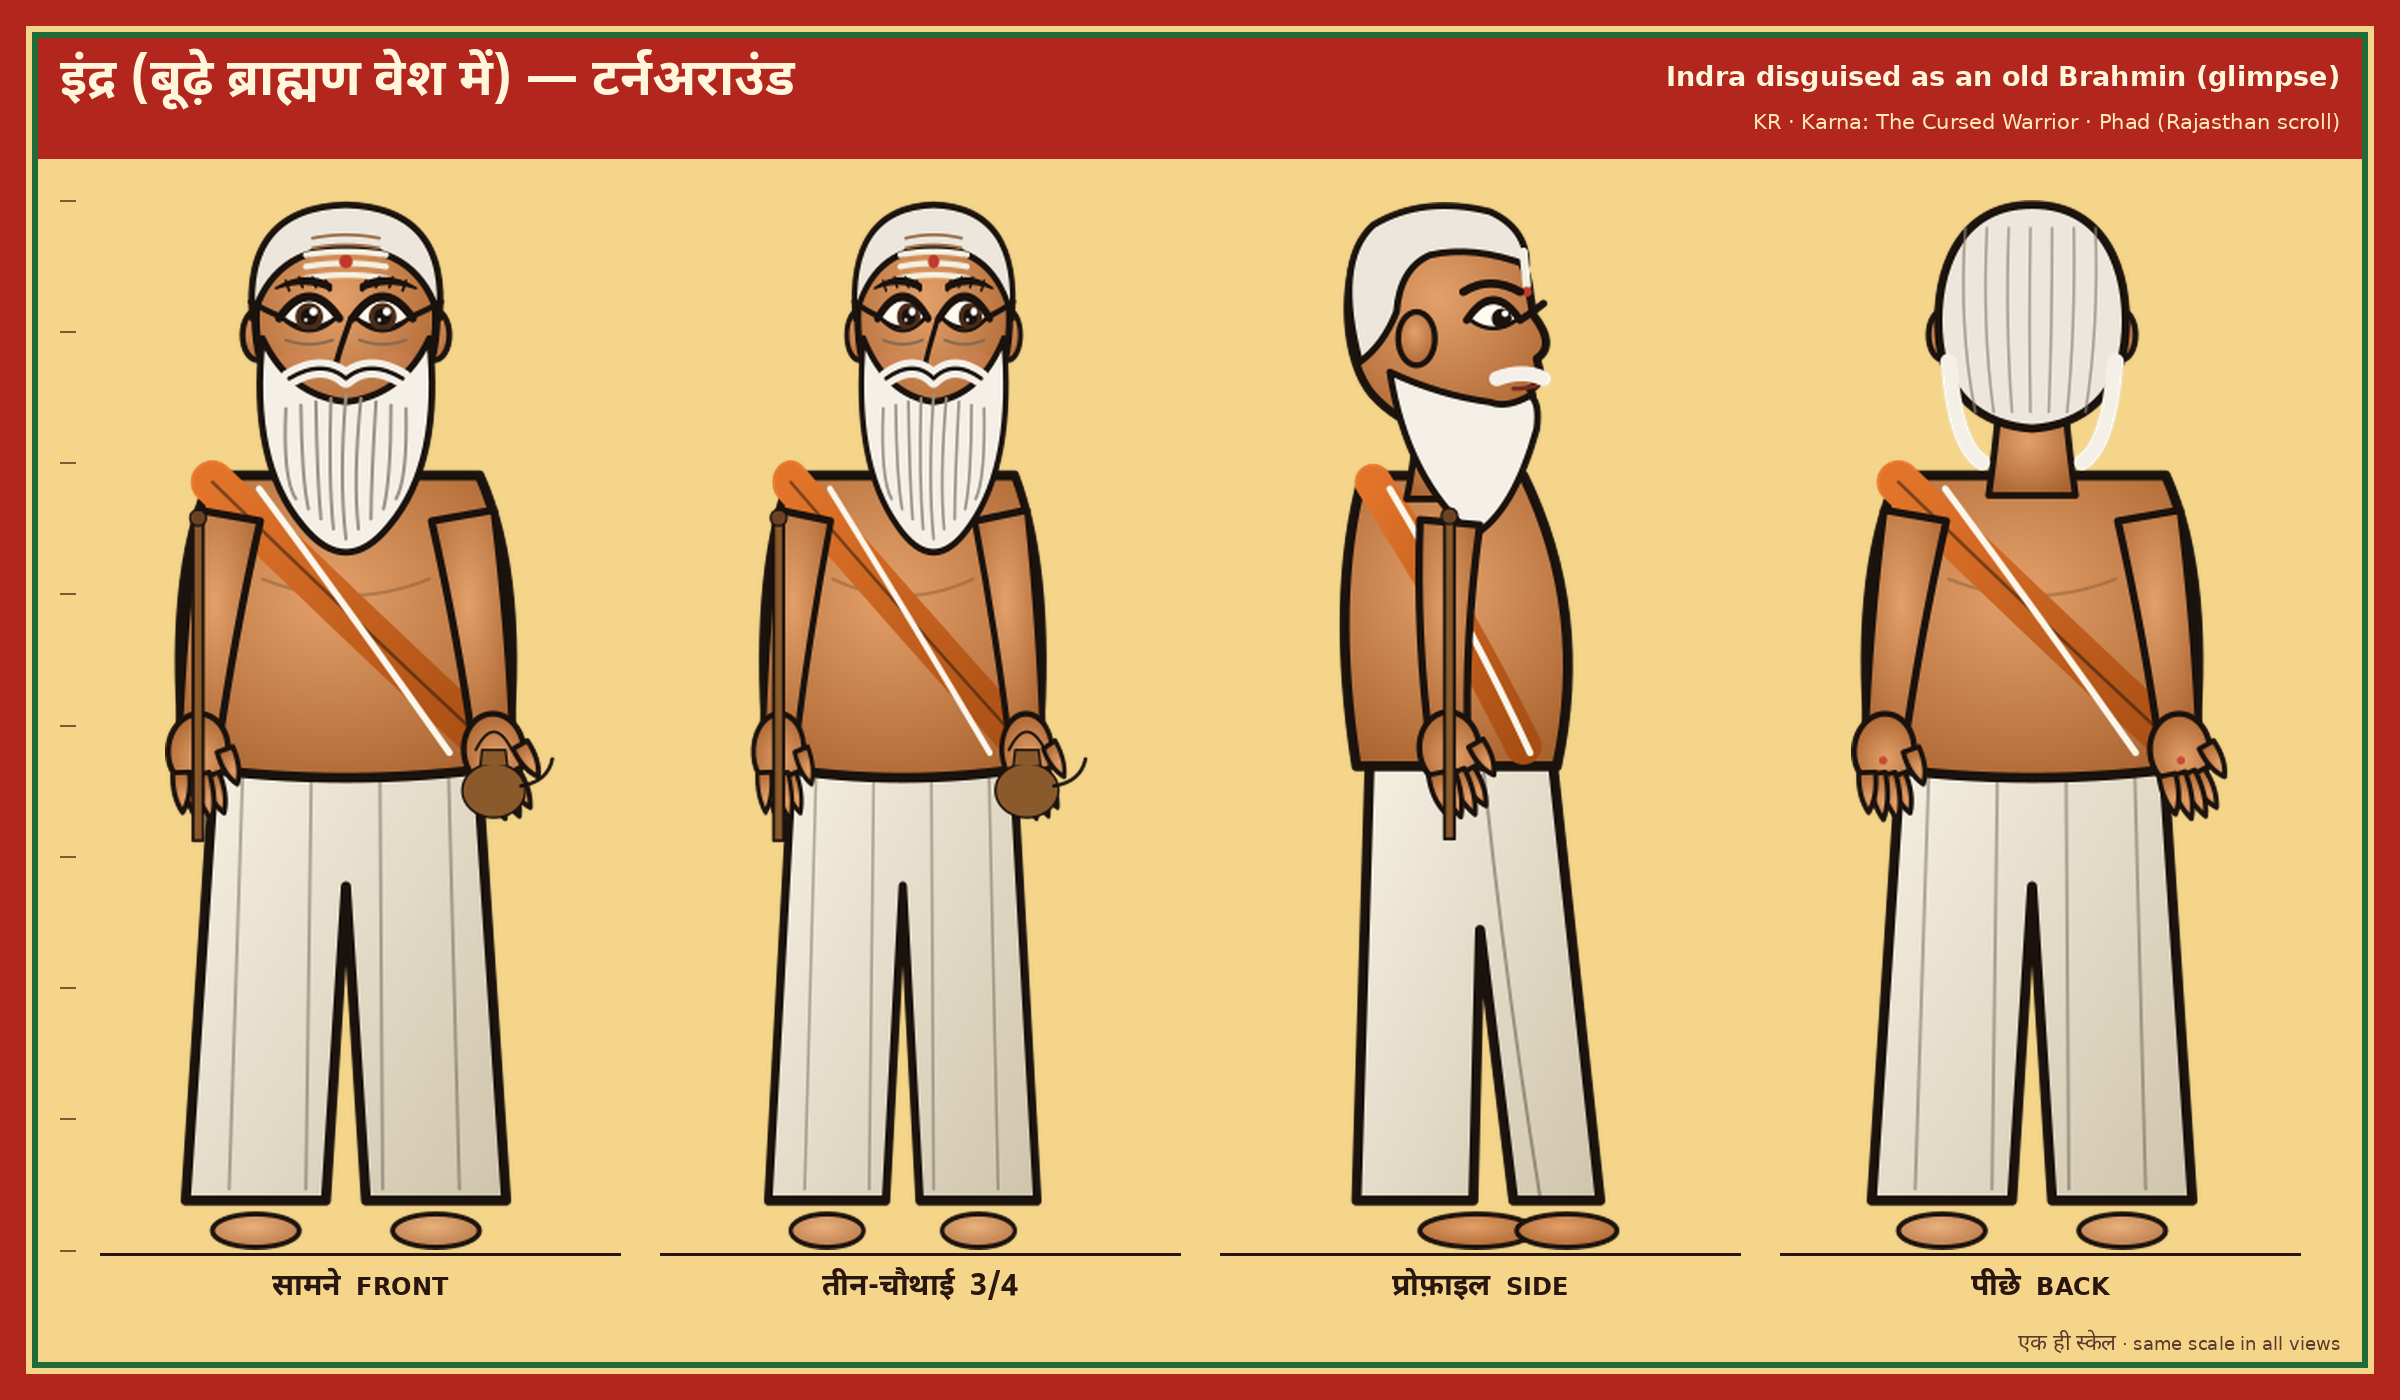 इंद्र (बूढ़े ब्राह्मण वेश में) — टर्नअराउंड
Indra disguised as an old Brahmin (glimpse)
KR · Karna: The Cursed Warrior · Phad (Rajasthan scroll)
सामने FRONT
तीन-चौथाई 3/4
प्रोफ़ाइल SIDE
पीछे BACK
एक ही स्केल · same scale in all views